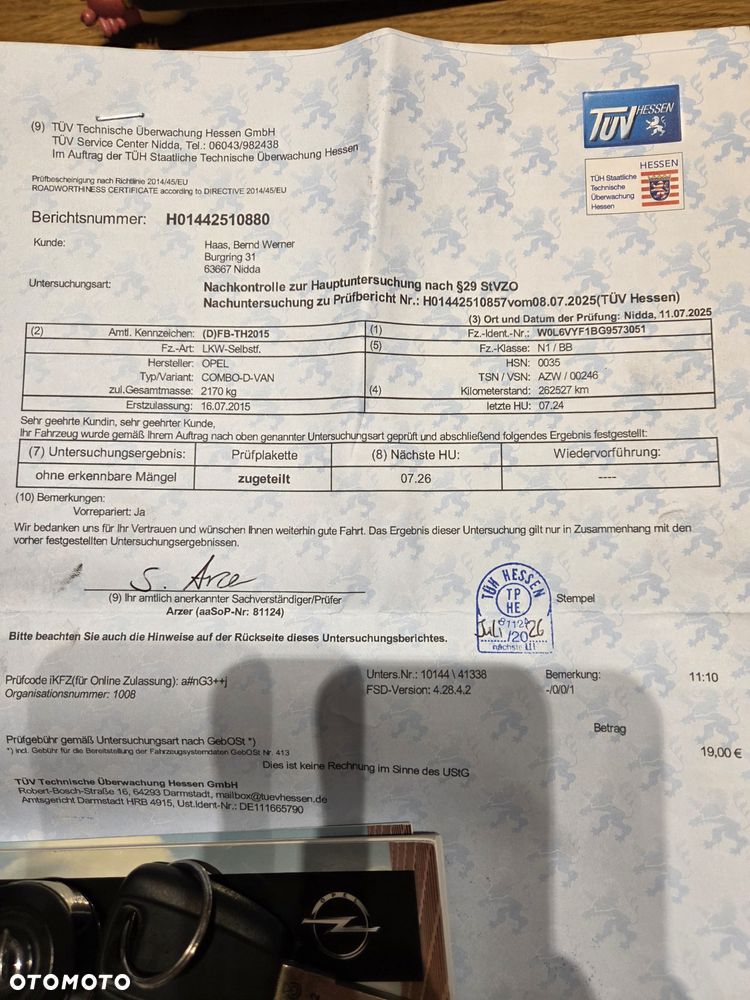 (9) TÜV Technische Überwachung Hessen GmbH
TÜV Service Center Nidda, Tel.: 06043/982438
Im Auftrag der TÜH Staatliche Technische Überwachung Hessen
TÜV HESSEN
HESSEN
TÜH Staatliche
Technische
Überwachung
Hessen
Prüfbescheinigung nach Richtlinie 2014/45/EU
ROADWORTHINESS CERTIFICATE according to DIRECTIVE 2014/45/EU
Berichtsnummer: H01442510880
Kunde: Haas, Bernd Werner
Burgring 31
63667 Nidda
Untersuchungsart: Nachkontrolle zur Hauptuntersuchung nach §29 StVZO
Nachuntersuchung zu Prüfbericht Nr.: H01442510857vom08.07.2025(TÜV Hessen)
(3) Ort und Datum der Prüfung: Nidda, 11.07.2025
(2) Amtl. Kennzeichen: (D)FB-TH2015 (1) Fz.-Ident.-Nr.: W0L6VYF1BG9573051
Fz.-Art: LKW-Selbstf. (5) Fz.-Klasse: N1 / BB
Hersteller: OPEL HSN: 0035
Typ/Variant: COMBO-D-VAN TSN / VSN: AZW / 00246
zul.Gesamtmasse: 2170 kg (4) Kilometerstand: 262527 km
Erstzulassung: 16.07.2015 letzte HU: 07.24
Sehr geehrte Kundin, sehr geehrter Kunde,
Ihr Fahrzeug wurde gemäß Ihrem Auftrag nach oben genannter Untersuchungsart geprüft und abschließend folgendes Ergebnis festgestellt:
(7) Untersuchungsergebnis: Prüfplakette (8) Nächste HU: Wiedervorführung:
ohne erkennbare Mängel zugeteilt 07.26 ----
(10) Bemerkungen:
Vorrepariert: Ja
Wir bedanken uns für Ihr Vertrauen und wünschen Ihnen weiterhin gute Fahrt. Das Ergebnis dieser Untersuchung gilt nur in Zusammenhang mit den
vorher festgestellten Untersuchungsergebnissen.
S. Arze
(9) Ihr amtlich anerkannter Sachverständiger/Prüfer
Arzer (aaSoP-Nr: 81124)
TÜH HESSEN
TP
HE
81124
Juli /20 26
nächste HU
Stempel
Bitte beachten Sie auch die Hinweise auf der Rückseite dieses Untersuchungsberichtes.
Prüfcode iKFZ(für Online Zulassung): a#nG3++j Unters.Nr.: 10144 \ 41338 Bemerkung: 11:10
Organisationsnummer: 1008 FSD-Version: 4.28.4.2 -/0/0/1
Betrag
Prüfgebühr gemäß Untersuchungsart nach GebOSt *) 19,00 €
*) incl. Gebühr für die Bereitstellung der Fahrzeugsystemdaten GebOSt Nr. 413
Dies ist keine Rechnung im Sinne des UStG
TÜV Technische Überwachung Hessen GmbH
Robert-Bosch-Straße 16, 64293 Darmstadt, mailbox@tuevhessen.de
Amtsgericht Darmstadt HRB 4915, Ust.Ident-Nr.: DE111665790
OPEL
OTOMOTO